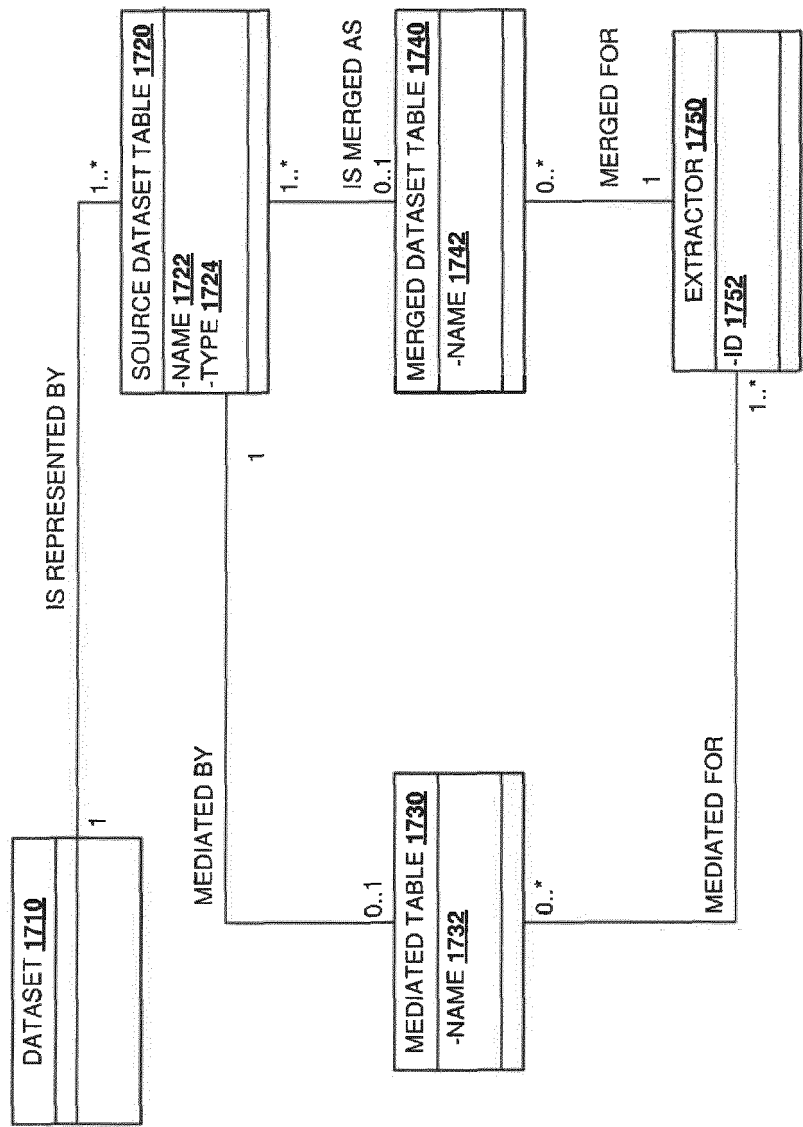 DATASET 1710
1
IS REPRESENTED BY
1..*
SOURCE DATASET TABLE 1720
-NAME 1722
-TYPE 1724
MEDIATED BY
1
1..*
IS MERGED AS
0..1
0..1
MEDIATED TABLE 1730
-NAME 1732
MERGED DATASET TABLE 1740
-NAME 1742
0..*
0..*
MERGED FOR
1
MEDIATED FOR
EXTRACTOR 1750
-ID 1752
1..*